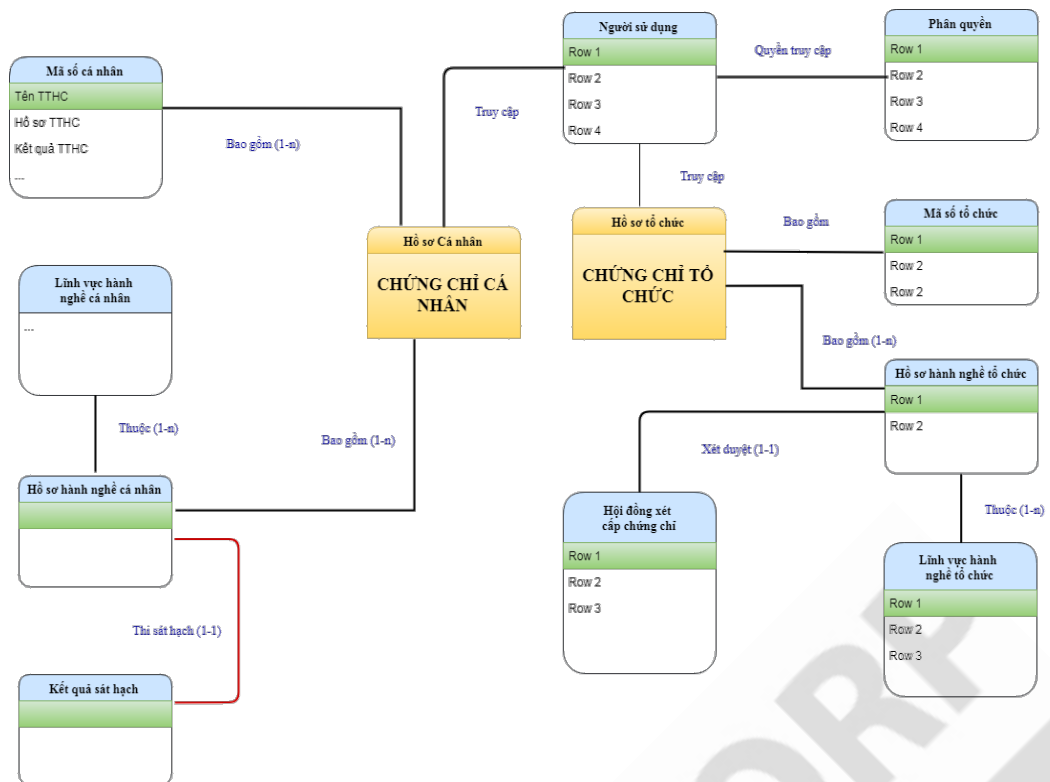 Mã số cá nhân
Tên TTHC
Hồ sơ TTHC
Kết quả TTHC
...
Bao gồm (1-n)
Người sử dụng
Row 1
Row 2
Row 3
Row 4
Quyền truy cập
Phân quyền
Row 1
Row 2
Row 3
Row 4
Truy cập
Truy cập
Hồ sơ Cá nhân
CHỨNG CHỈ CÁ
NHÂN
Hồ sơ tổ chức
CHỨNG CHỈ TỔ
CHỨC
Bao gồm
Mã số tổ chức
Row 1
Row 2
Row 2
Lĩnh vực hành
nghề cá nhân
...
Thuộc (1-n)
Bao gồm (1-n)
Bao gồm (1-n)
Hồ sơ hành nghề tổ chức
Row 1
Row 2
Hồ sơ hành nghề cá nhân
Xét duyệt (1-1)
Hội đồng xét
cấp chứng chỉ
Row 1
Row 2
Row 3
Thuộc (1-n)
Lĩnh vực hành
nghề tổ chức
Row 1
Row 2
Row 3
Thi sát hạch (1-1)
Kết quả sát hạch
ORP